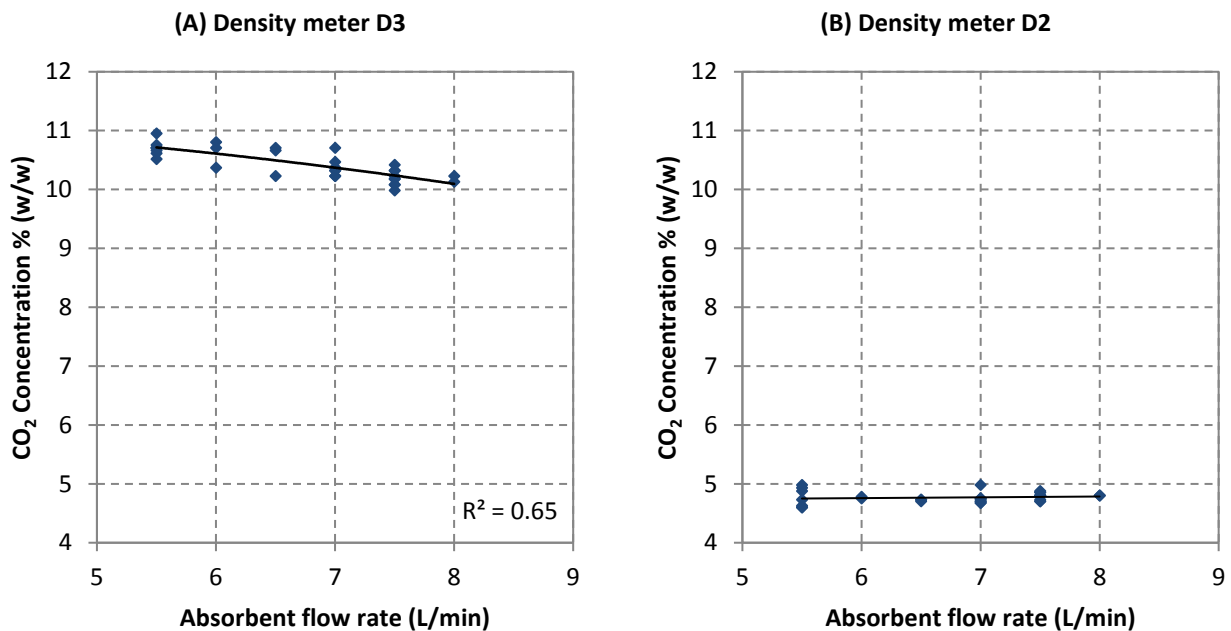 (A) Density meter D3
12
11
10
9
8
7
6
5
4
CO₂ Concentration % (w/w)
R² = 0.65
5 6 7 8 9
Absorbent flow rate (L/min)
(B) Density meter D2
12
11
10
9
8
7
6
5
4
CO₂ Concentration % (w/w)
5 6 7 8 9
Absorbent flow rate (L/min)